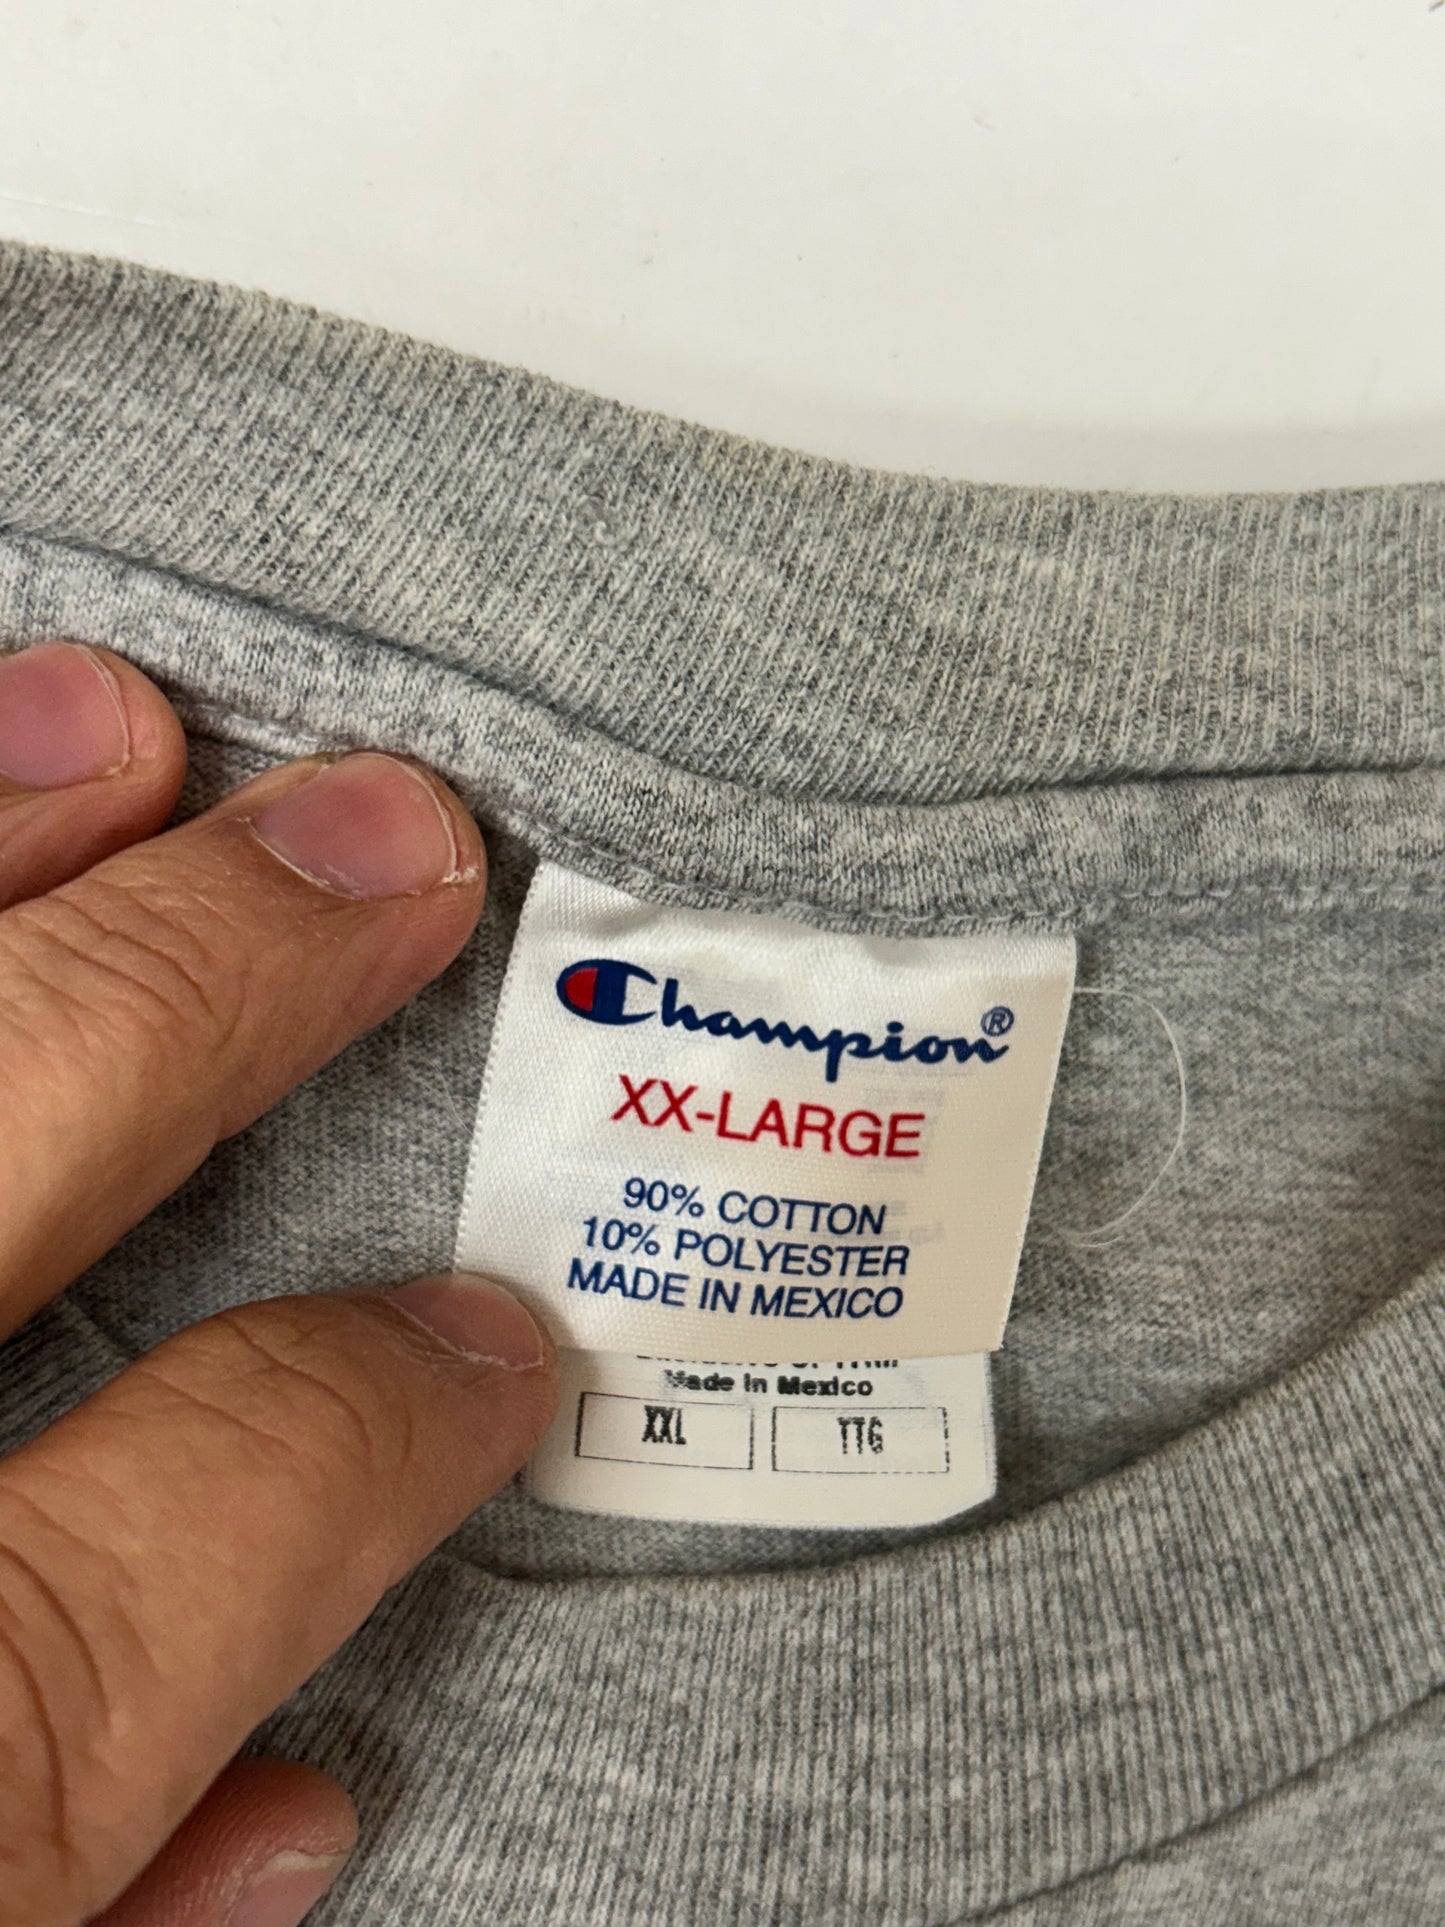 Champion®
XX-LARGE
90% COTTON
10% POLYESTER
MADE IN MEXICO
Made In Mexico
XXL TTG